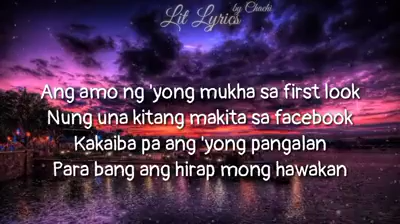 Lit Lyrics
by Chachi
Ang amo ng 'yong mukha sa first look
Nung una kitang makita sa facebook
Kakaiba pa ang 'yong pangalan
Para bang ang hirap mong hawakan